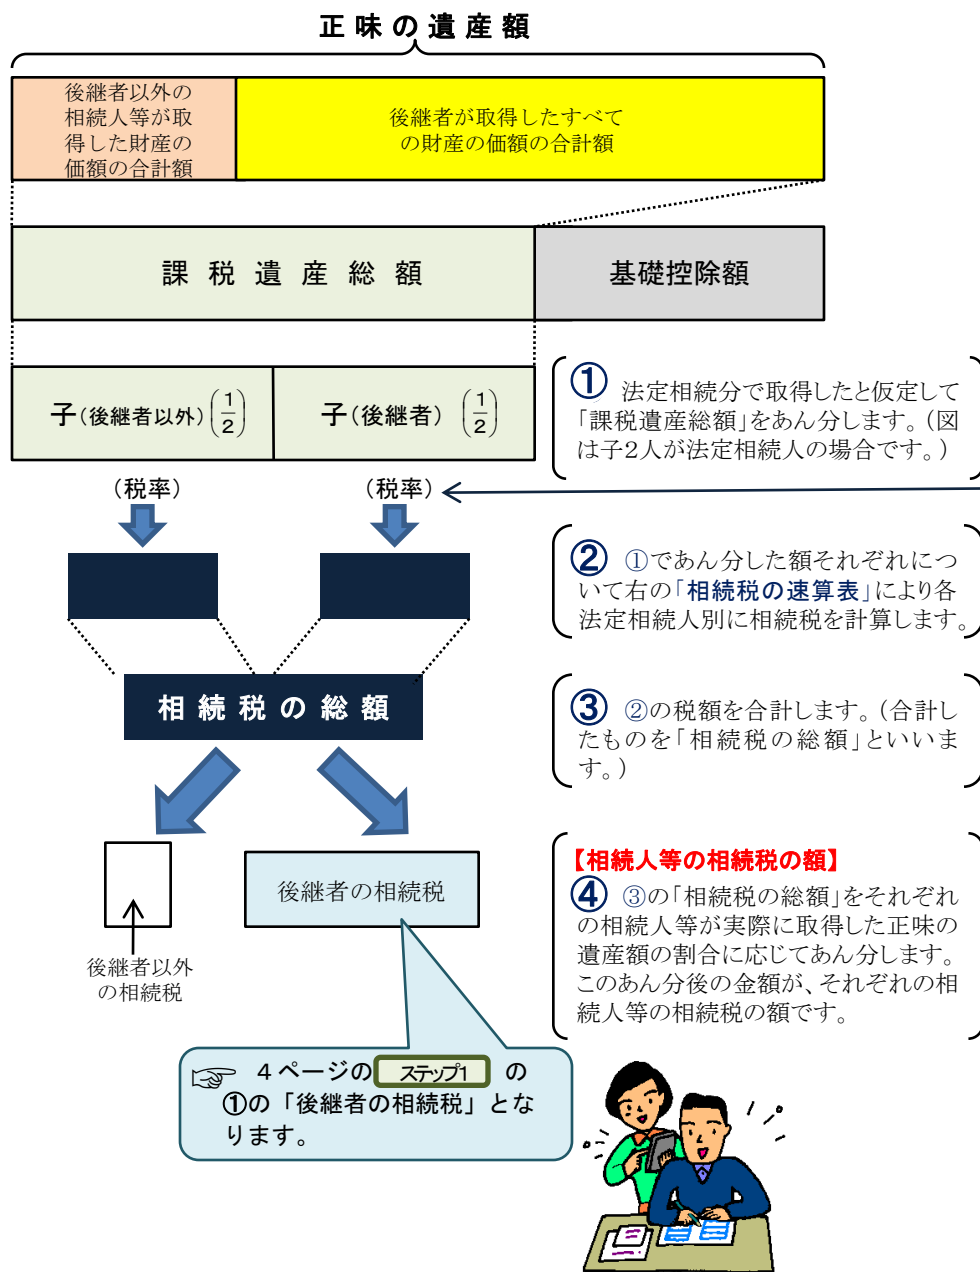 正味の遺産額
後継者以外の
相続人等が取
得した財産の
価額の合計額
後継者が取得したすべて
の財産の価額の合計額
課税遺産総額
基礎控除額
子(後継者以外)(1/2)
子(後継者)(1/2)
① 法定相続分で取得したと仮定して
「課税遺産総額」をあん分します。(図
は子2人が法定相続人の場合です。)
(税率)
(税率)
② ①であん分した額それぞれにつ
いて右の「相続税の速算表」により各
法定相続人別に相続税を計算します。
相続税の総額
③ ②の税額を合計します。(合計し
たものを「相続税の総額」といいま
す。)
後継者の相続税
後継者以外
の相続税
【相続人等の相続税の額】
④ ③の「相続税の総額」をそれぞれ
の相続人等が実際に取得した正味の
遺産額の割合に応じてあん分します。
このあん分後の金額が、それぞれの相
続人等の相続税の額です。
☞ 4ページの ステップ1 の
①の「後継者の相続税」とな
ります。